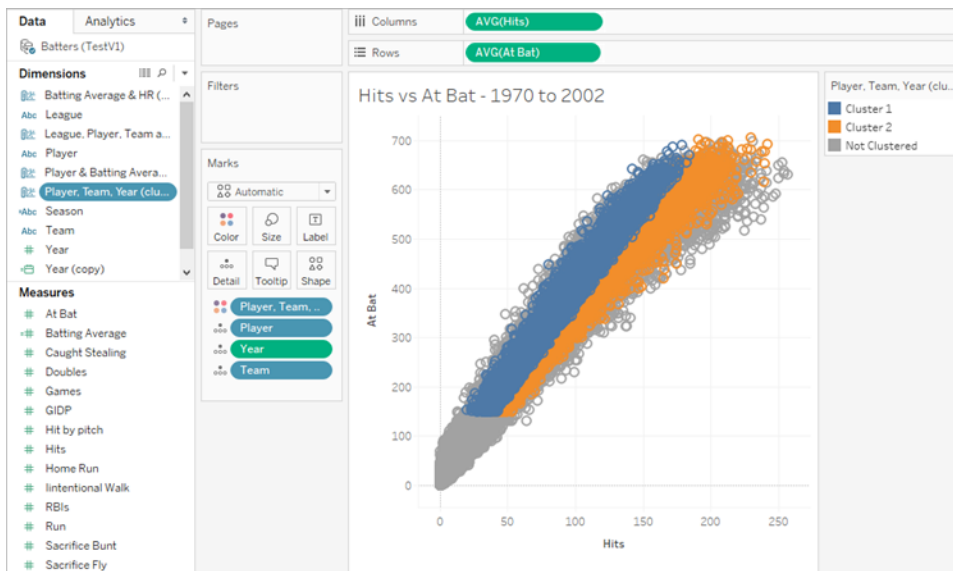 Data
Analytics
Batters (TestV1)
Dimensions
Batting Average & HR (...
Abc League
League, Player, Team a...
Abc Player
Player & Batting Avera...
Player, Team, Year (clu...
Abc Season
Abc Team
# Year
Year (copy)
Measures
# At Bat
# Batting Average
# Caught Stealing
# Doubles
# Games
# GIDP
# Hit by pitch
# Hits
# Home Run
# Iintentional Walk
# RBIs
# Run
# Sacrifice Bunt
# Sacrifice Fly
Pages
Filters
Marks
Automatic
Color
Size
Label
Detail
Tooltip
Shape
Player, Team, ..
Player
Year
Team
Columns
AVG(Hits)
Rows
AVG(At Bat)
Hits vs At Bat - 1970 to 2002
At Bat
700
600
500
400
300
200
100
0
0
50
100
150
200
250
Hits
Player, Team, Year (clu...
Cluster 1
Cluster 2
Not Clustered